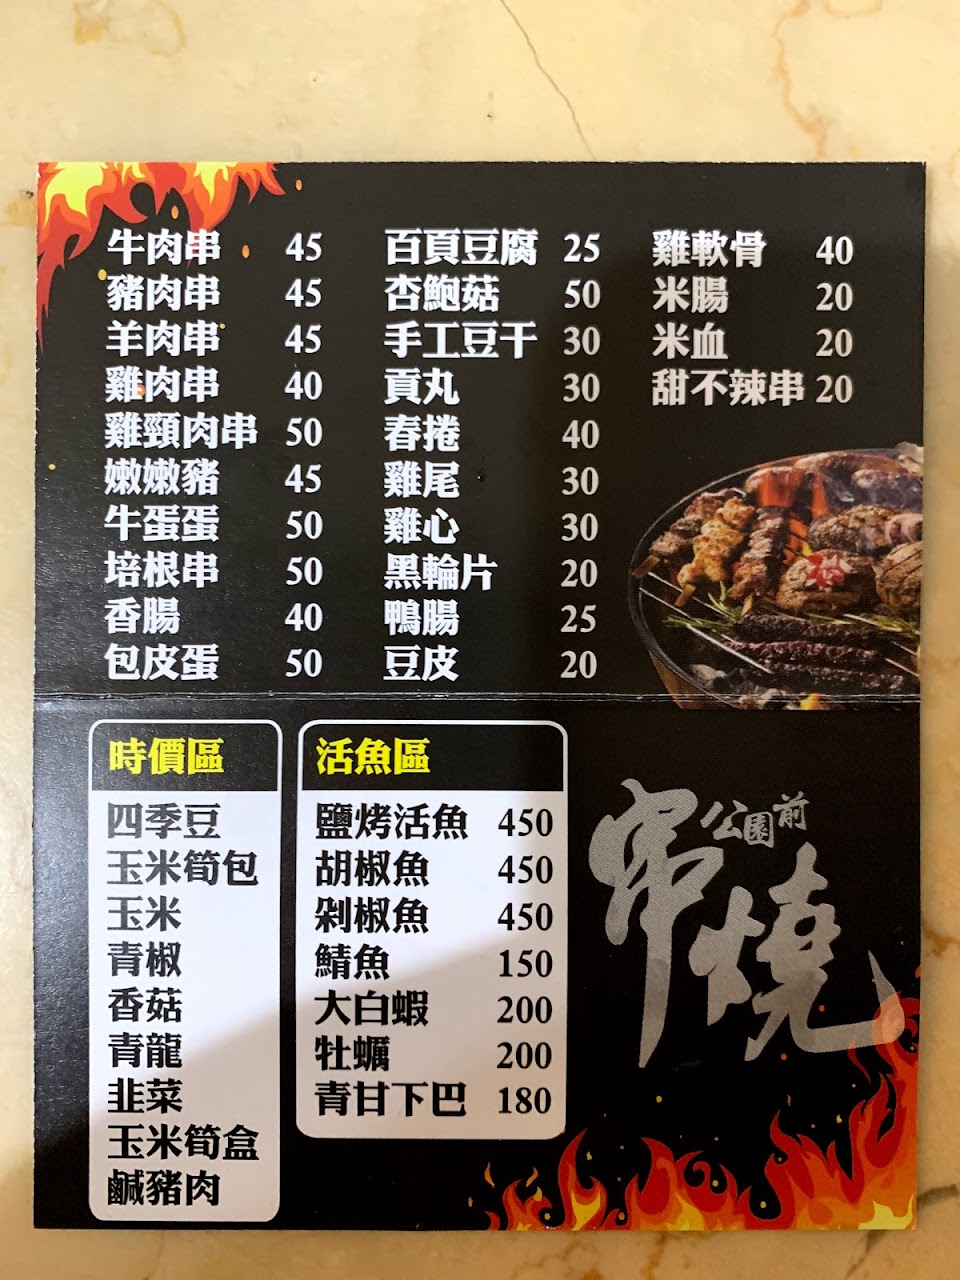 牛肉串 45
豬肉串 45
羊肉串 45
雞肉串 40
雞頸肉串 50
嫩嫩豬 45
牛蛋蛋 50
培根串 50
香腸 40
包皮蛋 50
百頁豆腐 25
杏鮑菇 50
手工豆干 30
貢丸 30
春捲 40
雞尾 30
雞心 30
黑輪片 20
鴨腸 25
豆皮 20
雞軟骨 40
米腸 20
米血 20
甜不辣串 20
時價區
四季豆
玉米筍包
玉米
青椒
香菇
青龍
韭菜
玉米筍盒
鹹豬肉
活魚區
鹽烤活魚 450
胡椒魚 450
剁椒魚 450
鯖魚 150
大白蝦 200
牡蠣 200
青甘下巴 180
公園前
串燒